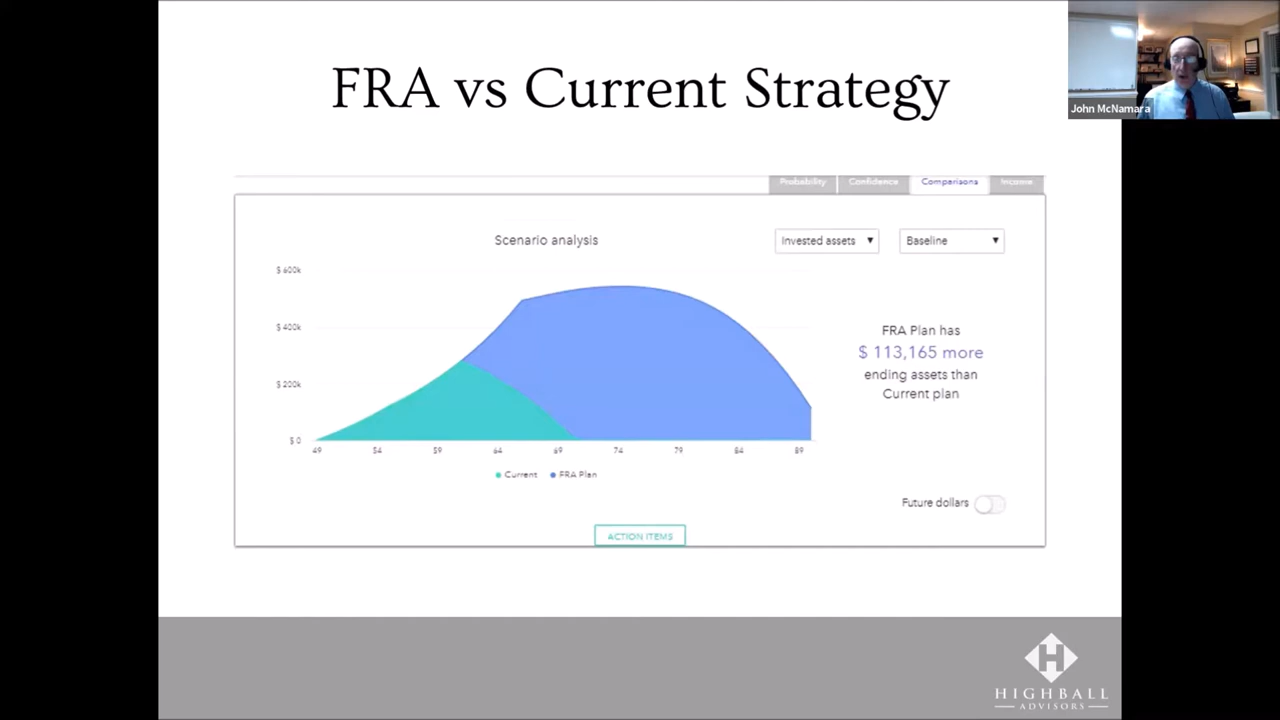 FRA vs Current Strategy
John McNamara
Probability
Confidence
Comparisons
Income
Scenario analysis
Invested assets
Baseline
$ 600k
$ 400k
$ 200k
$ 0
49
54
59
64
69
74
79
84
89
Current
FRA Plan
FRA Plan has
$ 113,165 more
ending assets than
Current plan
Future dollars
ACTION ITEMS
HIGHBALL
ADVISORS